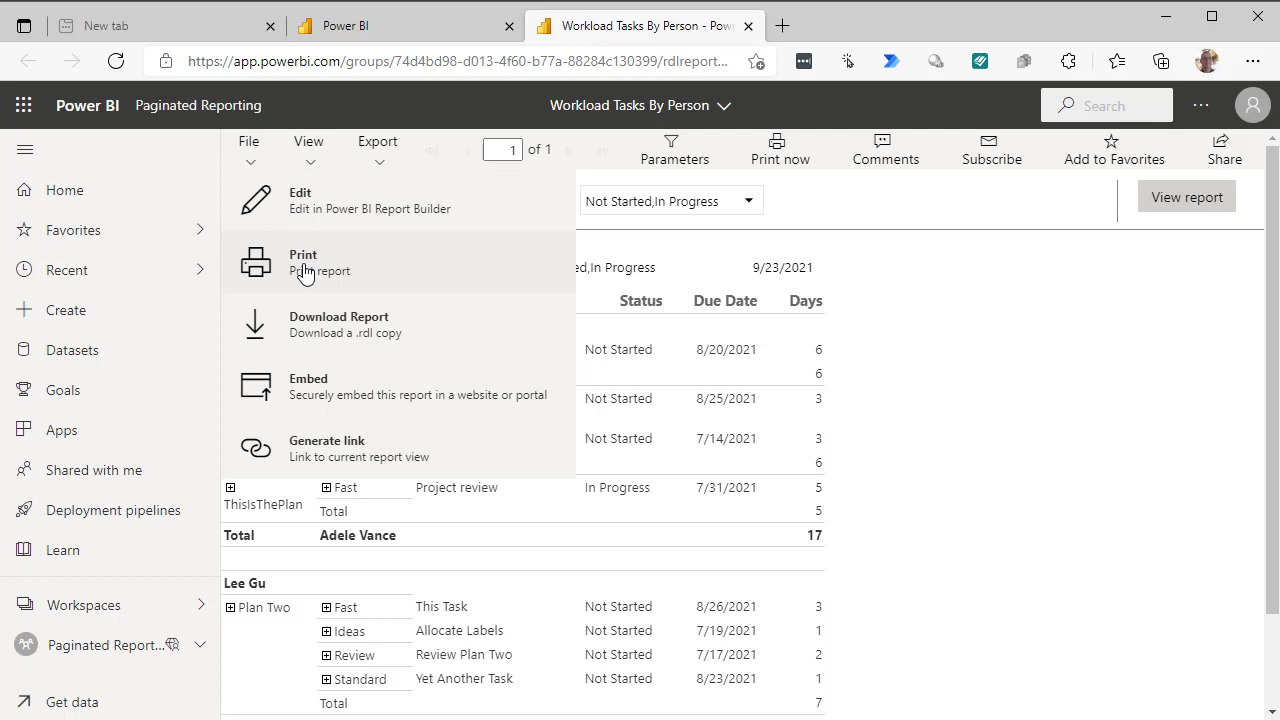 New tab
Power BI
Workload Tasks By Person - Pow
https://app.powerbi.com/groups/74d4bd98-d013-4f60-b77a-88284c130399/rdlreport...
Power BI Paginated Reporting
Workload Tasks By Person
Search
File View Export
1 of 1
Parameters Print now Comments Subscribe Add to Favorites Share
Home
Favorites
Recent
Create
Datasets
Goals
Apps
Shared with me
Deployment pipelines
Learn
Workspaces
Paginated Report...
Get data
Edit
Edit in Power BI Report Builder
Print
Print report
Download Report
Download a .rdl copy
Embed
Securely embed this report in a website or portal
Generate link
Link to current report view
Not Started,In Progress
View report
ed,In Progress 9/23/2021
Status Due Date Days
Not Started 8/20/2021 6
6
Not Started 8/25/2021 3
Not Started 7/14/2021 3
6
Fast Project review In Progress 7/31/2021 5
ThisIsThePlan
Total 5
Total Adele Vance 17
Lee Gu
Plan Two Fast This Task Not Started 8/26/2021 3
Ideas Allocate Labels Not Started 7/19/2021 1
Review Review Plan Two Not Started 7/17/2021 2
Standard Yet Another Task Not Started 8/23/2021 1
Total 7